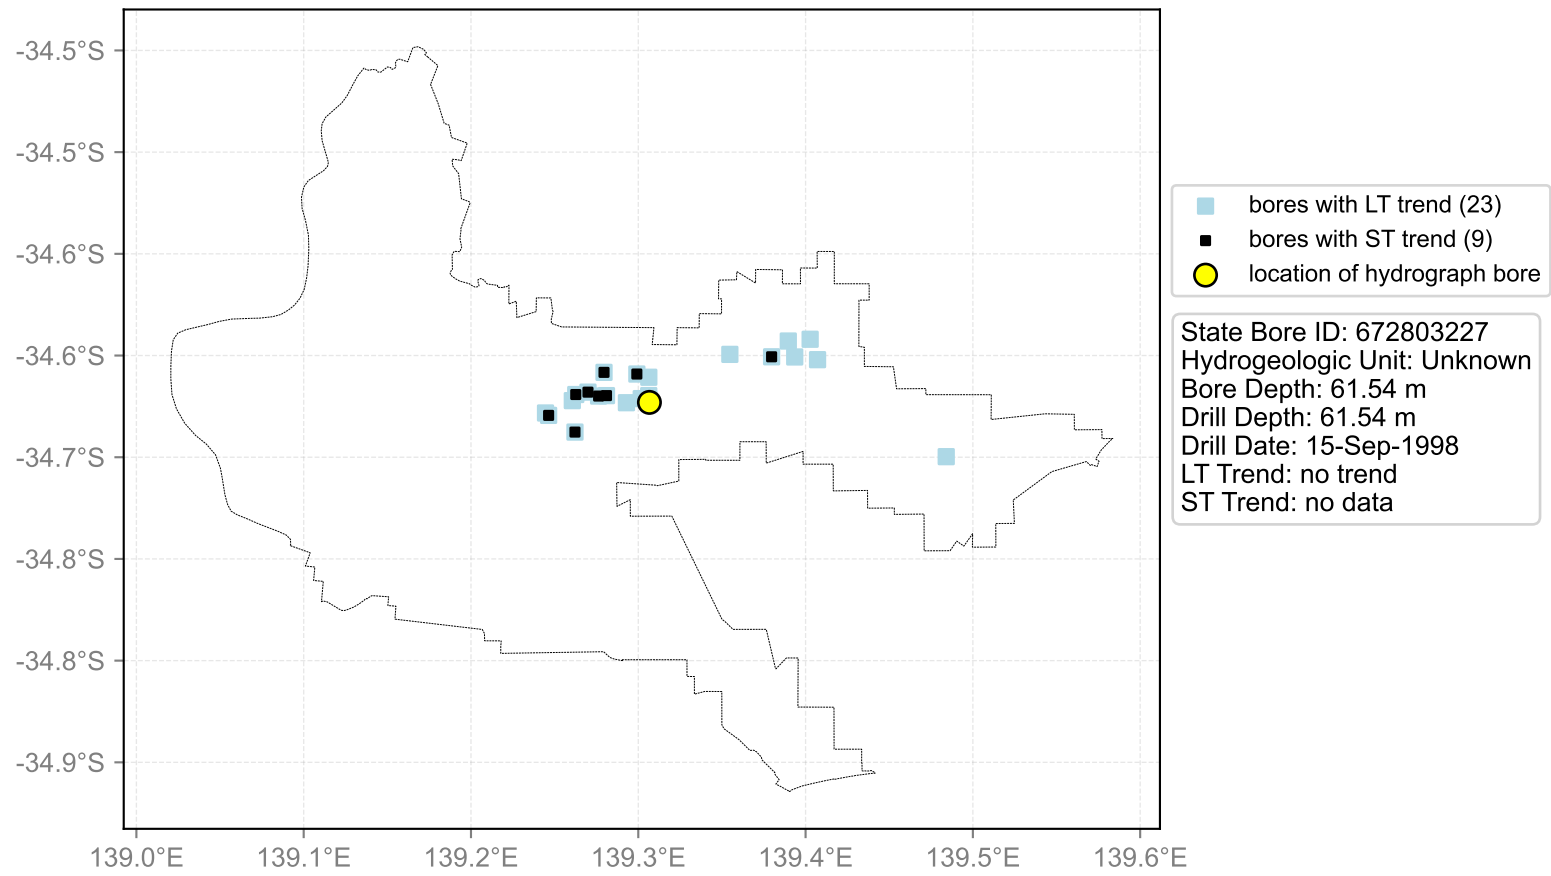 -34.5°S
-34.5°S
-34.6°S
-34.6°S
-34.7°S
-34.8°S
-34.8°S
-34.9°S
139.0°E 139.1°E 139.2°E 139.3°E 139.4°E 139.5°E 139.6°E
bores with LT trend (23)
bores with ST trend (9)
location of hydrograph bore
State Bore ID: 672803227
Hydrogeologic Unit: Unknown
Bore Depth: 61.54 m
Drill Depth: 61.54 m
Drill Date: 15-Sep-1998
LT Trend: no trend
ST Trend: no data